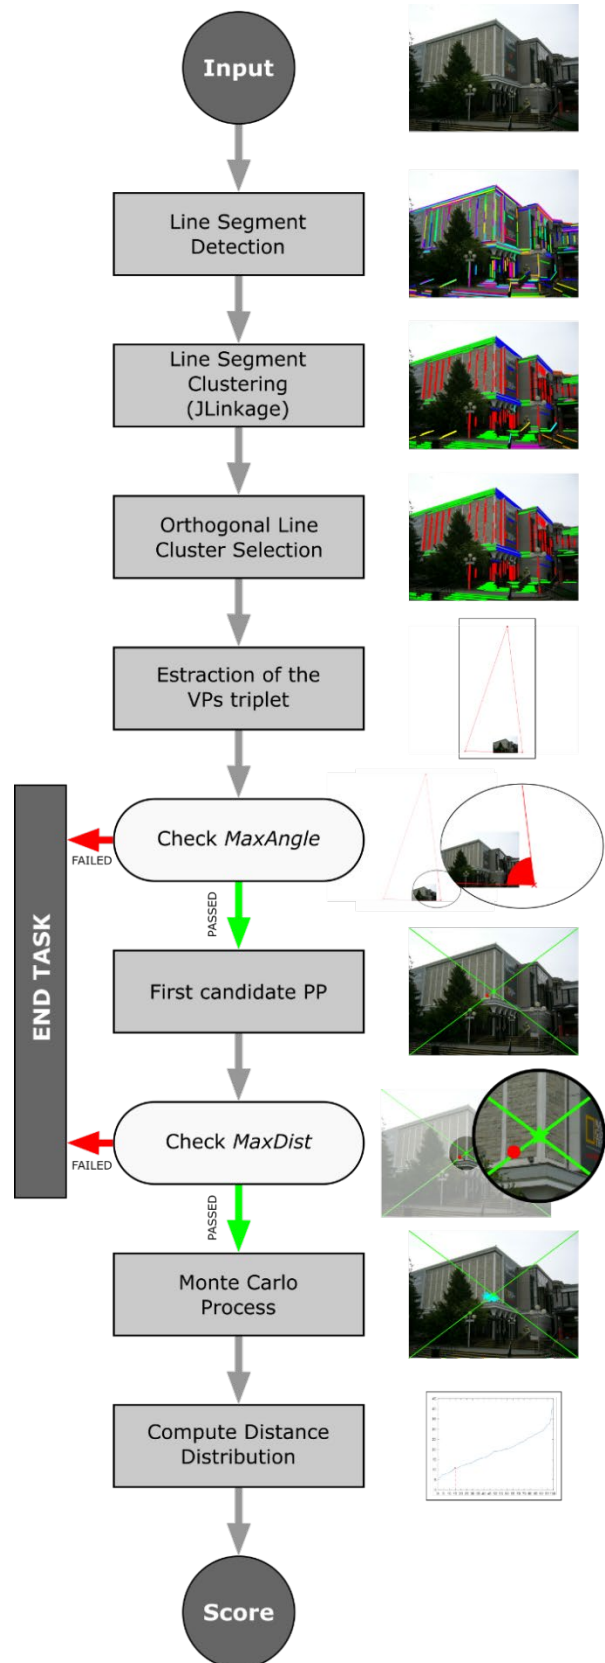 Input
Line Segment
Detection
Line Segment
Clustering
(JLinkage)
Orthogonal Line
Cluster Selection
Estraction of the
VPs triplet
Check MaxAngle
FAILED
PASSED
END TASK
First candidate PP
Check MaxDist
FAILED
PASSED
Monte Carlo
Process
Compute Distance
Distribution
Score